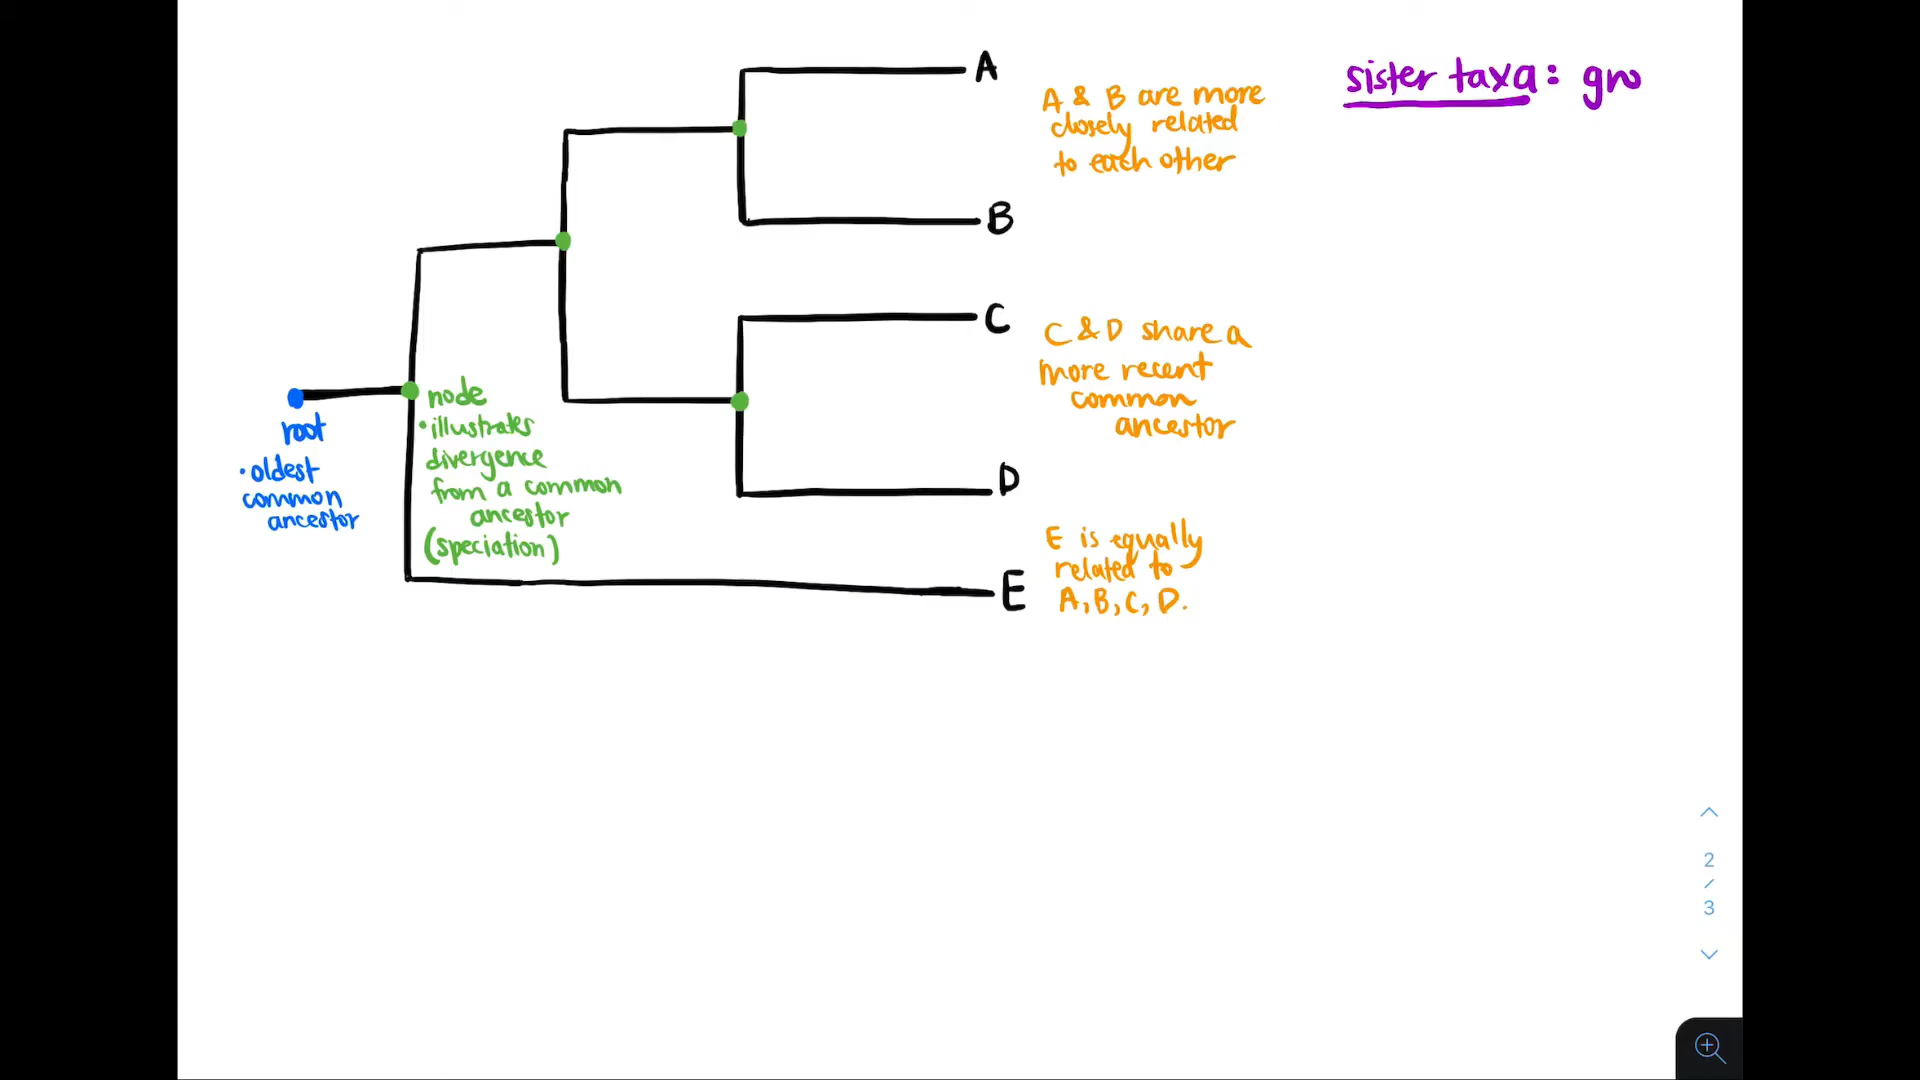 A
A & B are more
closely related
to each other
sister taxa:
B
C
C & D share a
more recent
common
ancestor
root
• oldest
common
ancestor
node
• illustrates
divergence
from a common
ancestor
(speciation)
D
E is equally
related to
A, B, C, D.
E
2
/
3